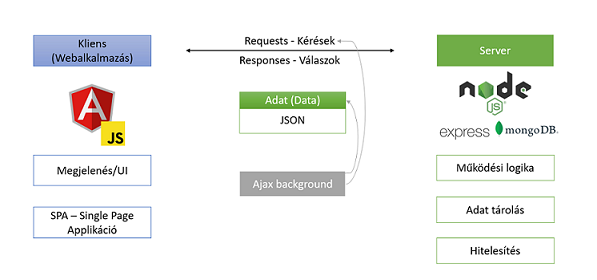 Kliens
(Webalkalmazás)
Requests - Kérések
Responses - Válaszok
Server
A
JS
Adat (Data)
JSON
node
JS
express
mongoDB.
Megjelenés/UI
Ajax background
Működési logika
SPA – Single Page
Applikáció
Adat tárolás
Hitelesítés